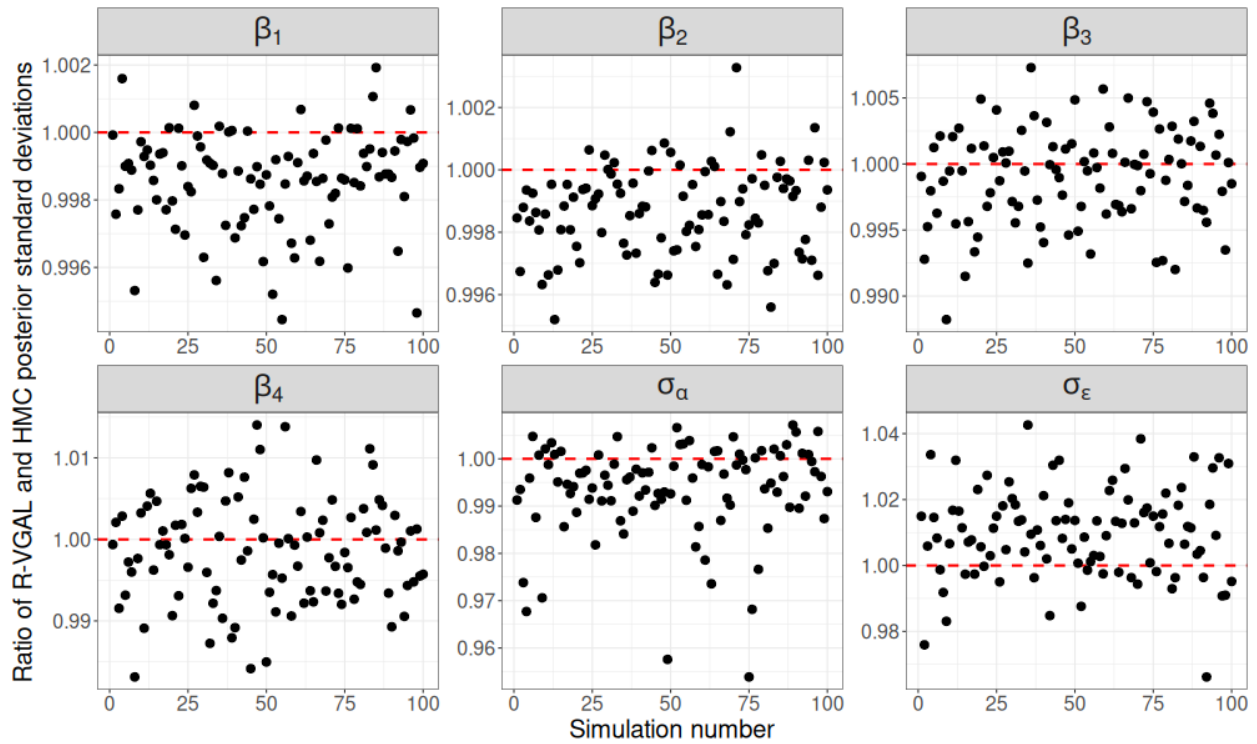 Ratio of R-VGAL and HMC posterior standard deviations
β₁
β₂
β₃
1.002
1.000
0.998
0.996
0 25 50 75 100
1.002
1.000
0.998
0.996
0 25 50 75 100
1.005
1.000
0.995
0.990
0 25 50 75 100
β₄
σₐ
σ_ε
1.01
1.00
0.99
0 25 50 75 100
1.00
0.99
0.98
0.97
0.96
0 25 50 75 100
1.04
1.02
1.00
0.98
0 25 50 75 100
Simulation number